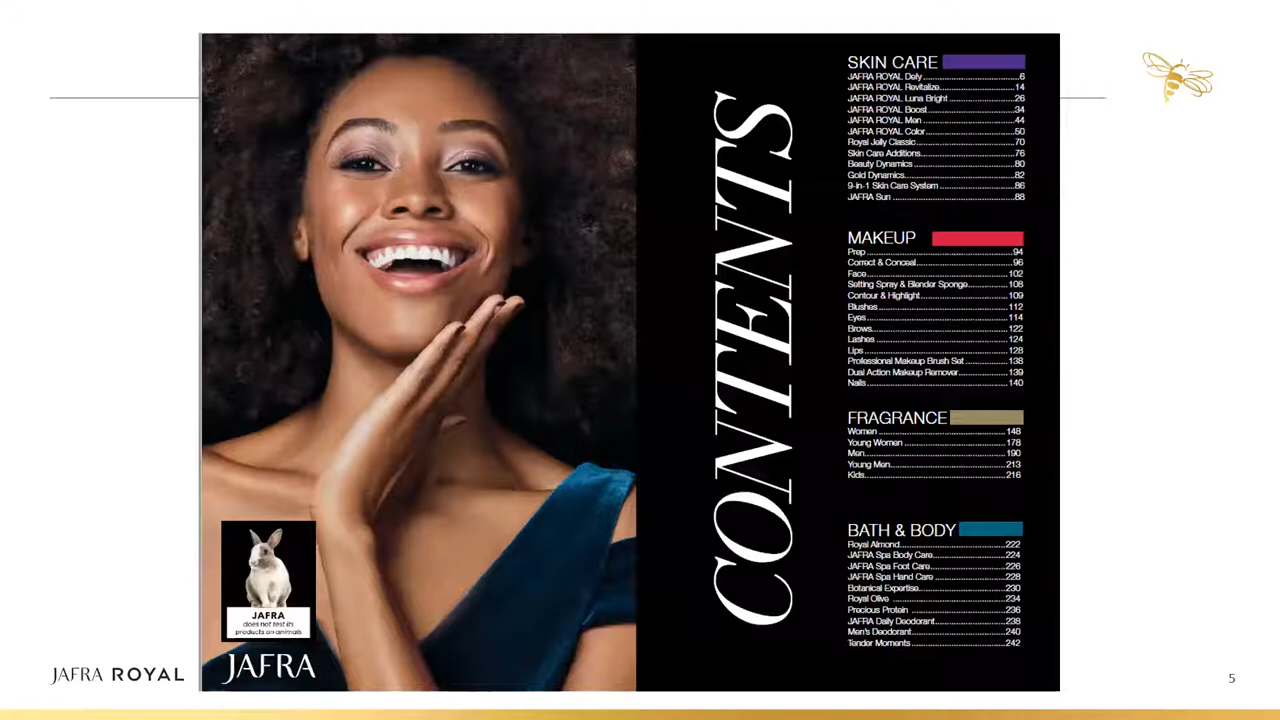 CONTENTS
SKIN CARE
JAFRA ROYAL Defy 6
JAFRA ROYAL Revitalize 14
JAFRA ROYAL Luna Bright 26
JAFRA ROYAL Boost 34
JAFRA ROYAL Men 44
JAFRA ROYAL Color 50
Royal Jelly Classic 70
Skin Care Additions 76
Beauty Dynamics 80
Gold Dynamics 82
9-in-1 Skin Care System 86
JAFRA Sun 88
MAKEUP
Prep 94
Correct & Conceal 96
Face 102
Setting Spray & Blender Sponge 108
Contour & Highlight 109
Blushes 112
Eyes 114
Brows 122
Lashes 124
Lips 128
Professional Makeup Brush Set 138
Dual Action Makeup Remover 139
Nails 140
FRAGRANCE
Women 148
Young Women 178
Men 190
Young Men 213
Kids 216
BATH & BODY
Royal Almond 222
JAFRA Spa Body Care 224
JAFRA Spa Foot Care 226
JAFRA Spa Hand Care 228
Botanical Expertise 230
Royal Olive 234
Precious Protein 236
JAFRA Daily Deodorant 238
Men's Deodorant 240
Tender Moments 242
JAFRA
does not test its
products on animals
JAFRA
JAFRA ROYAL
5